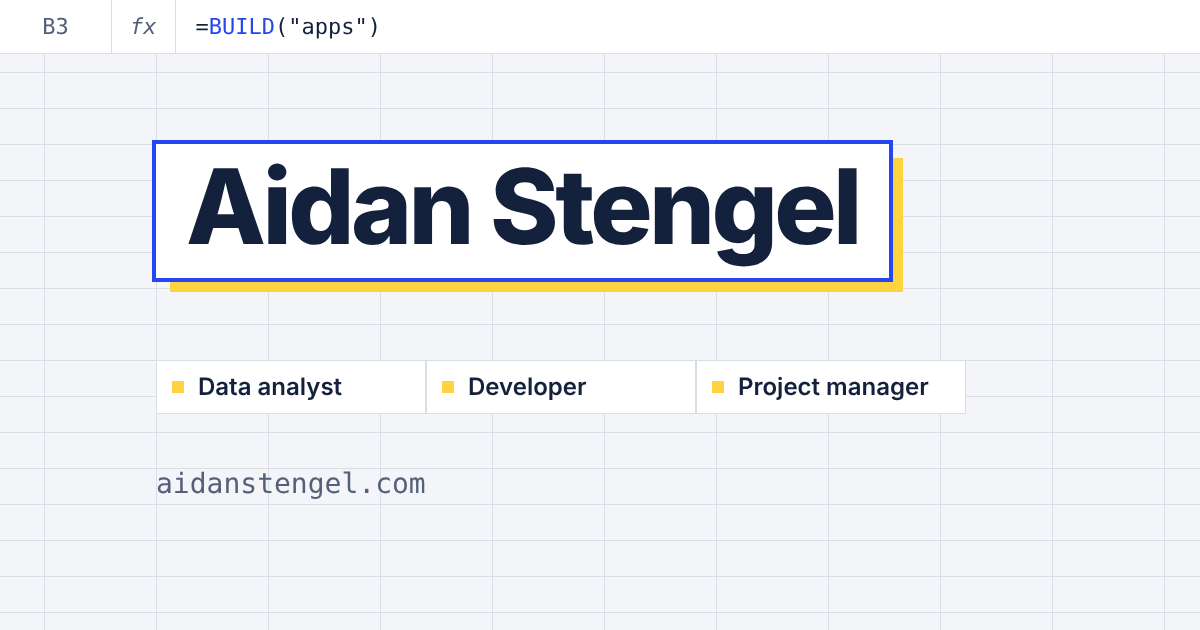 B3 fx =BUILD("apps")
Aidan Stengel
Data analyst Developer Project manager
aidanstengel.com